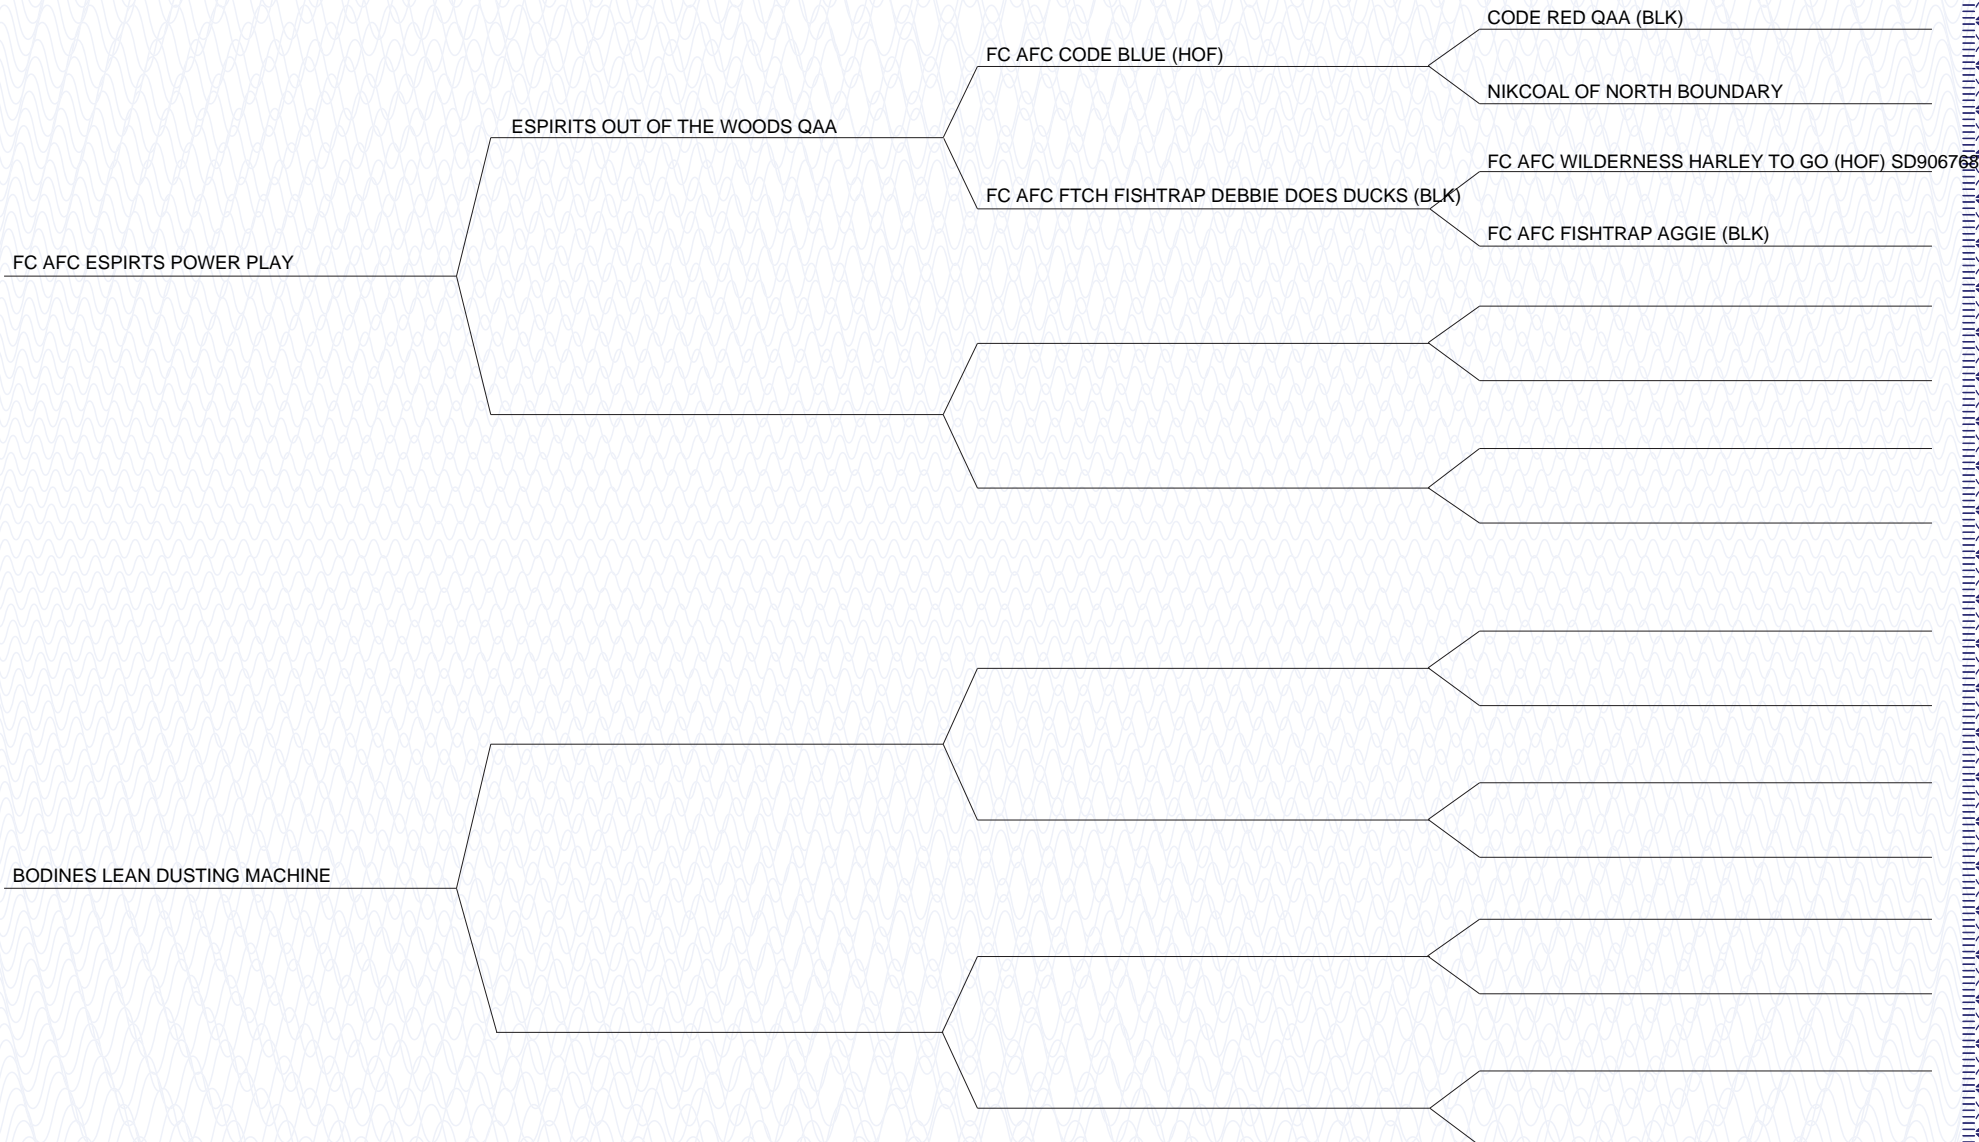 CODE RED QAA (BLK)
FC AFC CODE BLUE (HOF)
NIKCOAL OF NORTH BOUNDARY
ESPIRITS OUT OF THE WOODS QAA
FC AFC WILDERNESS HARLEY TO GO (HOF) SD906768
FC AFC FTCH FISHTRAP DEBBIE DOES DUCKS (BLK)
FC AFC FISHTRAP AGGIE (BLK)
FC AFC ESPIRTS POWER PLAY
BODINES LEAN DUSTING MACHINE